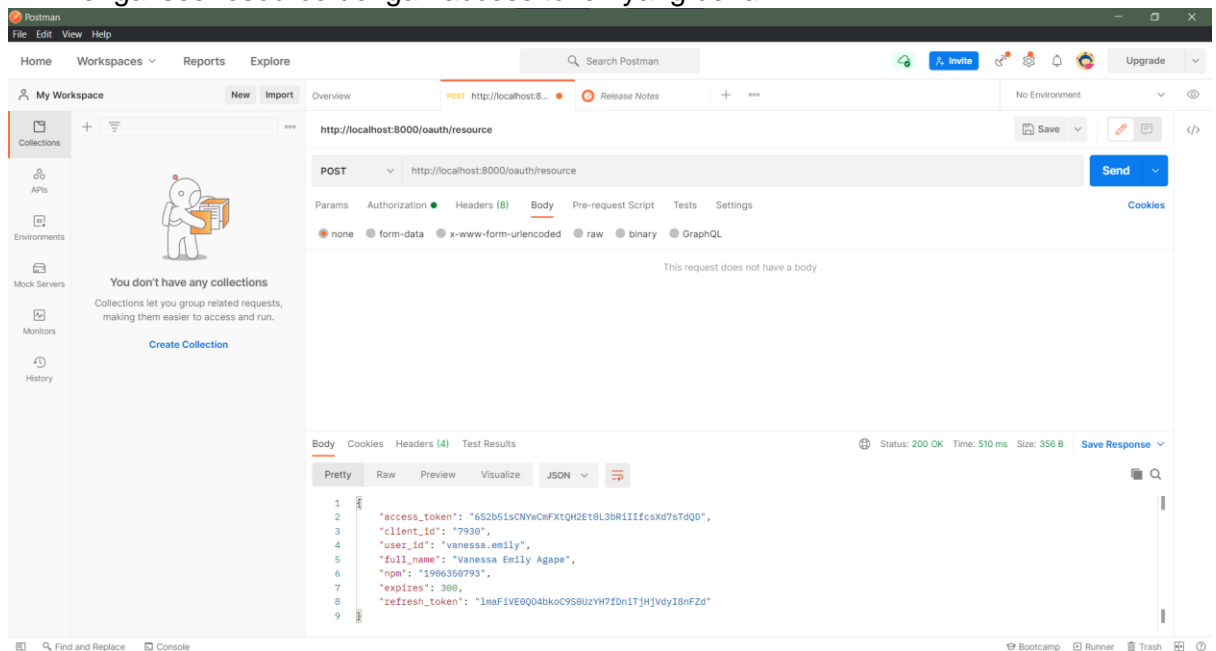 resource dengan access token yang benar
Postman
File Edit View Help
Home Workspaces Reports Explore Search Postman Invite Upgrade
My Workspace New Import Overview POST http://localhost:8... Release Notes No Environment
Collections http://localhost:8000/oauth/resource Save
APIs POST http://localhost:8000/oauth/resource Send
Params Authorization Headers (8) Body Pre-request Script Tests Settings Cookies
Environments none form-data x-www-form-urlencoded raw binary GraphQL
This request does not have a body
Mock Servers You don't have any collections
Collections let you group related requests,
making them easier to access and run.
Monitors
Create Collection
History
Body Cookies Headers (4) Test Results Status: 200 OK Time: 510 ms Size: 356 B Save Response
Pretty Raw Preview Visualize JSON
1 {
2 "access_token": "6S2b5isCNYwCmFXtQH2Et0L3bRiIIfcsXd7sTdQD",
3 "client_id": "7930",
4 "user_id": "vanessa.emily",
5 "full_name": "Vanessa Emily Agape",
6 "npm": "1906350793",
7 "expires": 300,
8 "refresh_token": "lmaFiVE0QO4bkoC9S0UzYH7fDniTjHjVdyI8nFZd"
9 }
Find and Replace Console Bootcamp Runner Trash